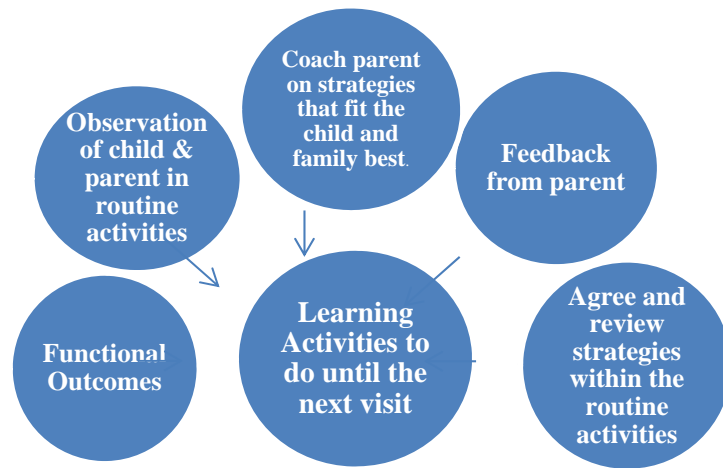 Coach parent
on strategies
that fit the
child and
family best.
Observation
of child &
parent in
routine
activities
Feedback
from parent
Functional
Outcomes
Learning
Activities to
do until the
next visit
Agree and
review
strategies
within the
routine
activities